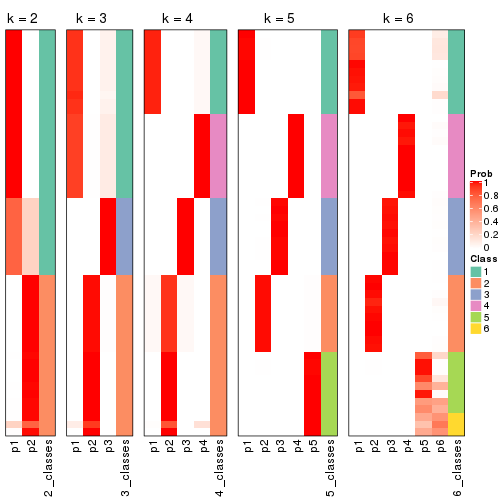 k = 2
k = 3
k = 4
k = 5
k = 6
Prob
1
0.8
0.6
0.4
0.2
0
Class
1
2
3
4
5
6
p1
p2
2_classes
p1
p2
p3
3_classes
p1
p2
p3
p4
4_classes
p1
p2
p3
p4
p5
5_classes
p1
p2
p3
p4
p5
p6
6_classes